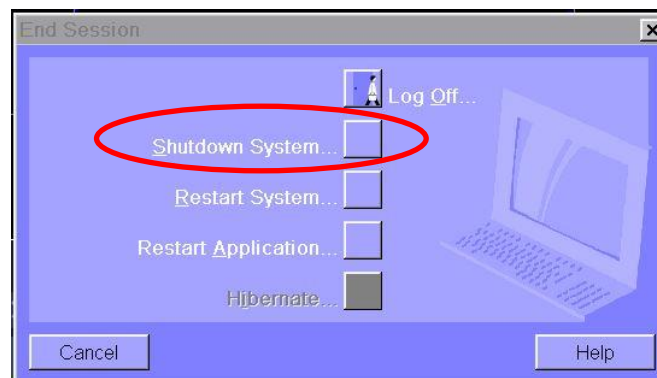 End Session
Log Off...
Shutdown System...
Restart System...
Restart Application...
Hibernate...
Cancel
Help